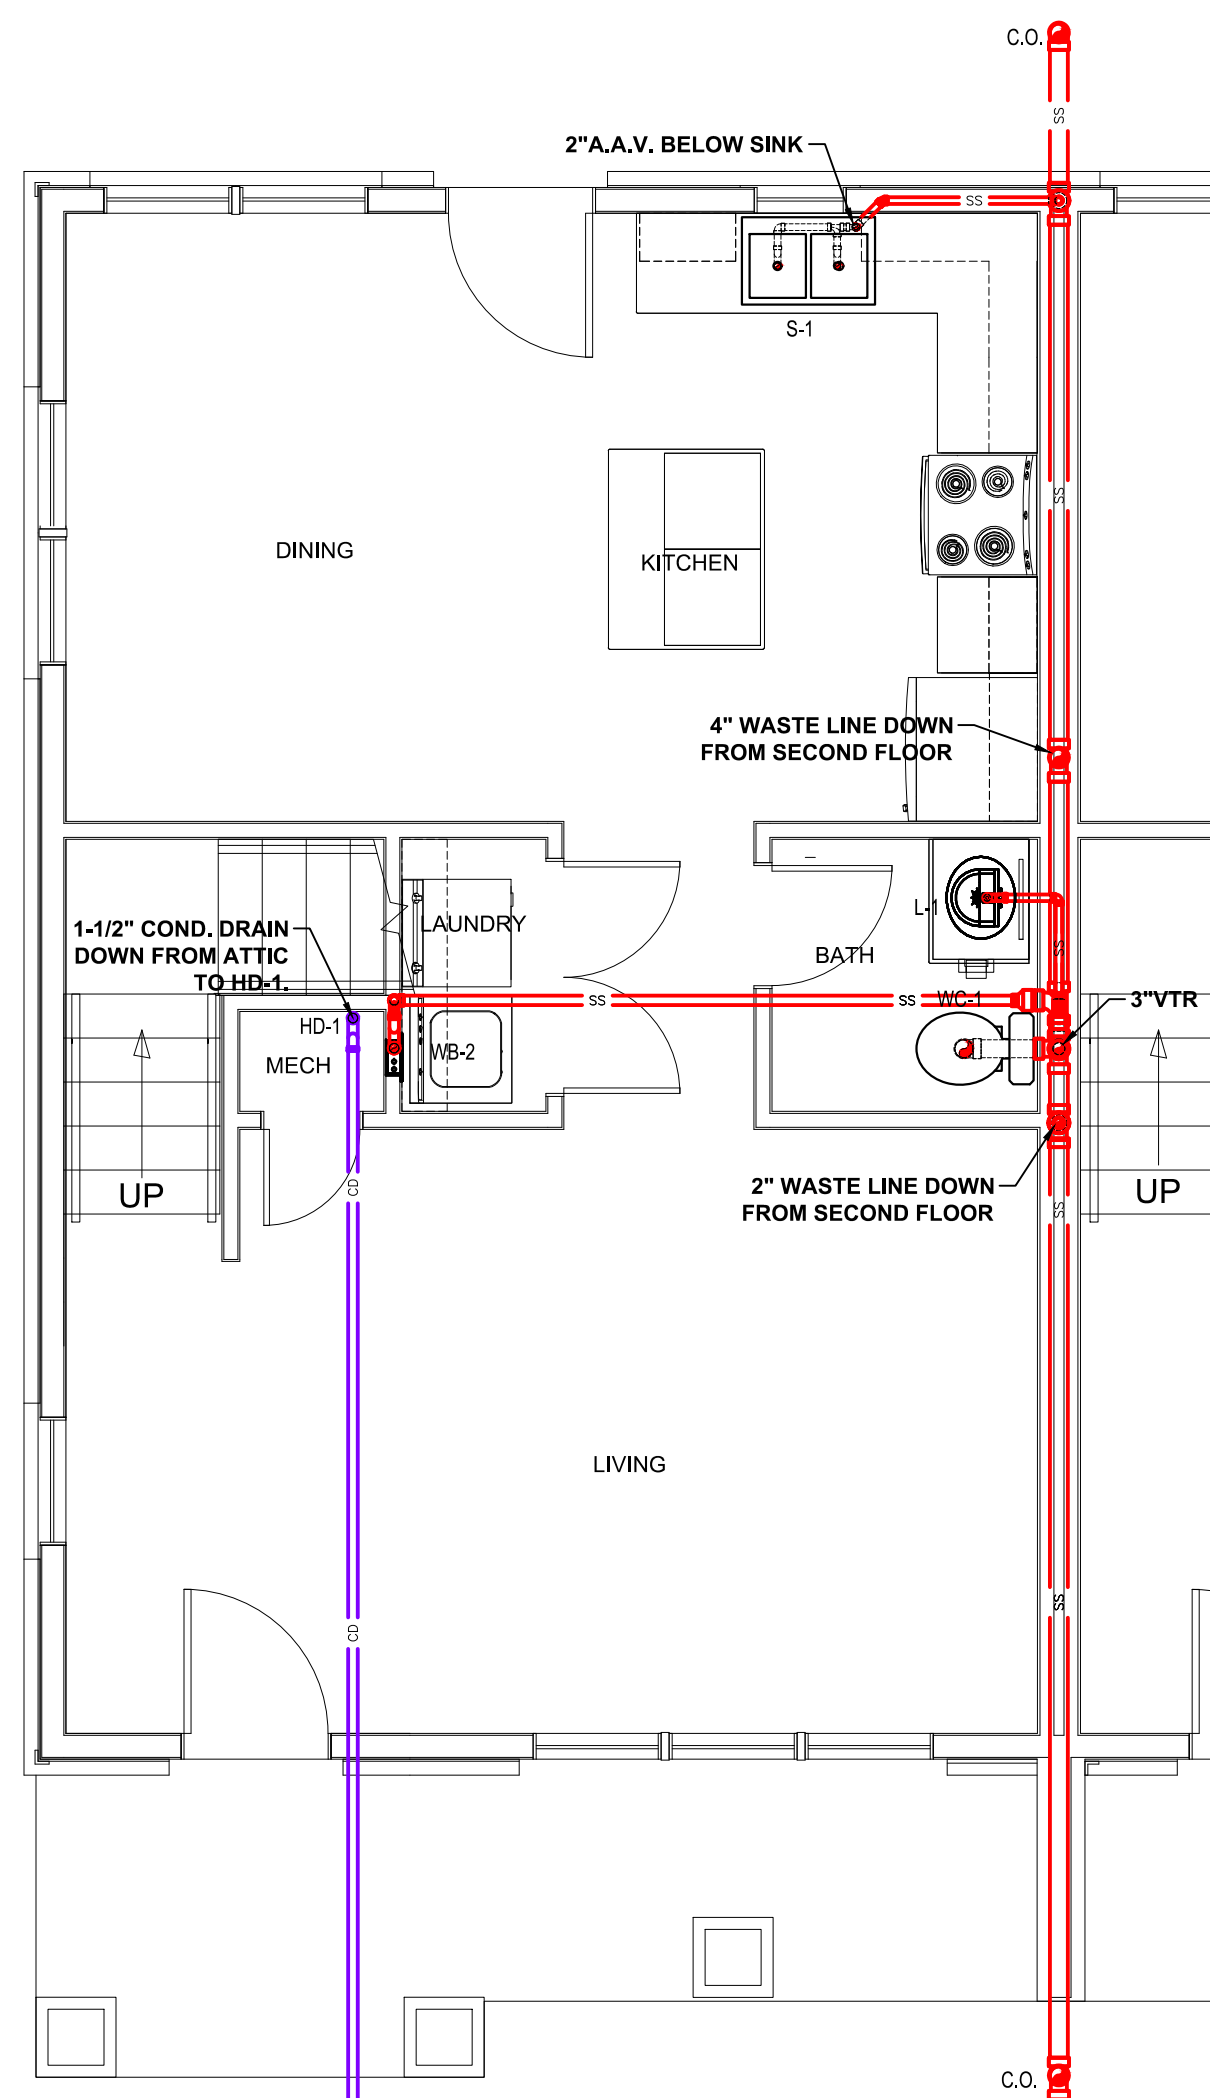 C.O.
SS
2"A.A.V. BELOW SINK
SS
S-1
SS
DINING
KITCHEN
4" WASTE LINE DOWN
FROM SECOND FLOOR
L-1
LAUNDRY
1-1/2" COND. DRAIN
DOWN FROM ATTIC
TO HD-1.
BATH
SS
SS
SS
WC-1
3"VTR
HD-1
WB-2
MECH
2" WASTE LINE DOWN
FROM SECOND FLOOR
CD
UP
UP
SS
LIVING
SS
CD
C.O.